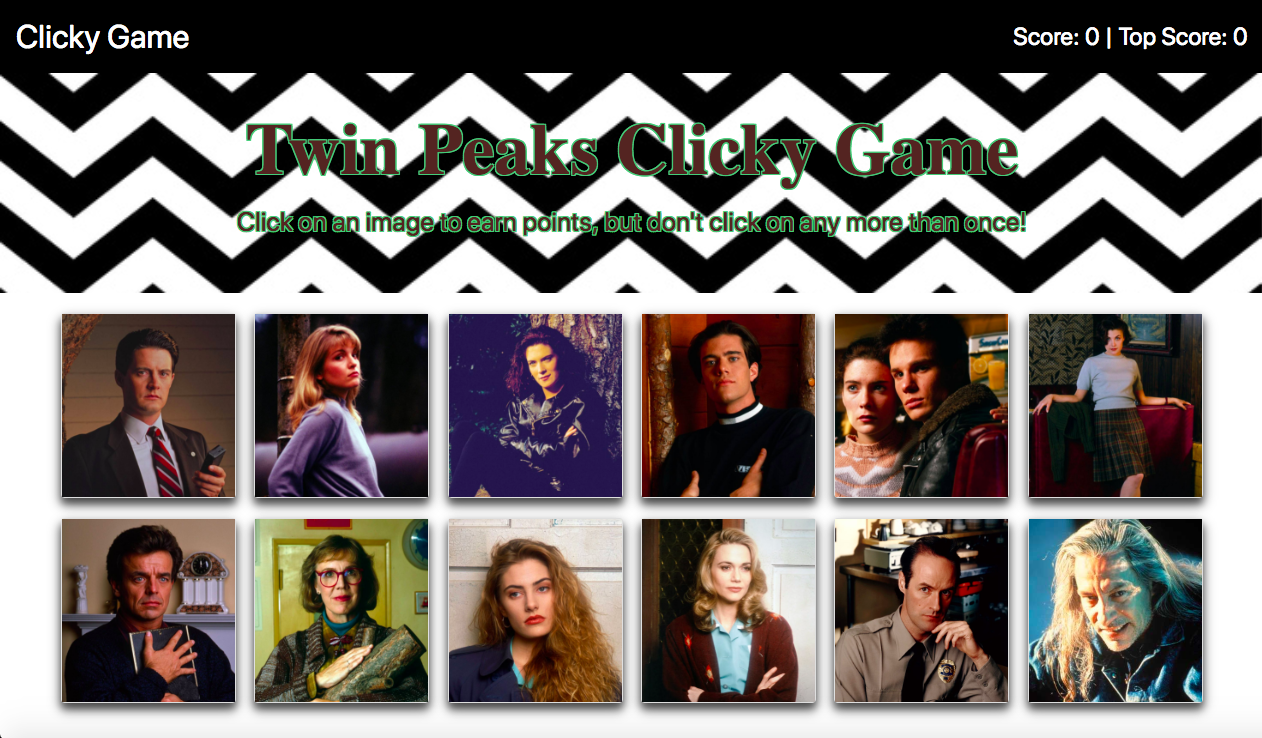 Clicky Game
Score: 0 | Top Score: 0
Twin Peaks Clicky Game
Click on an image to earn points, but don't click on any more than once!